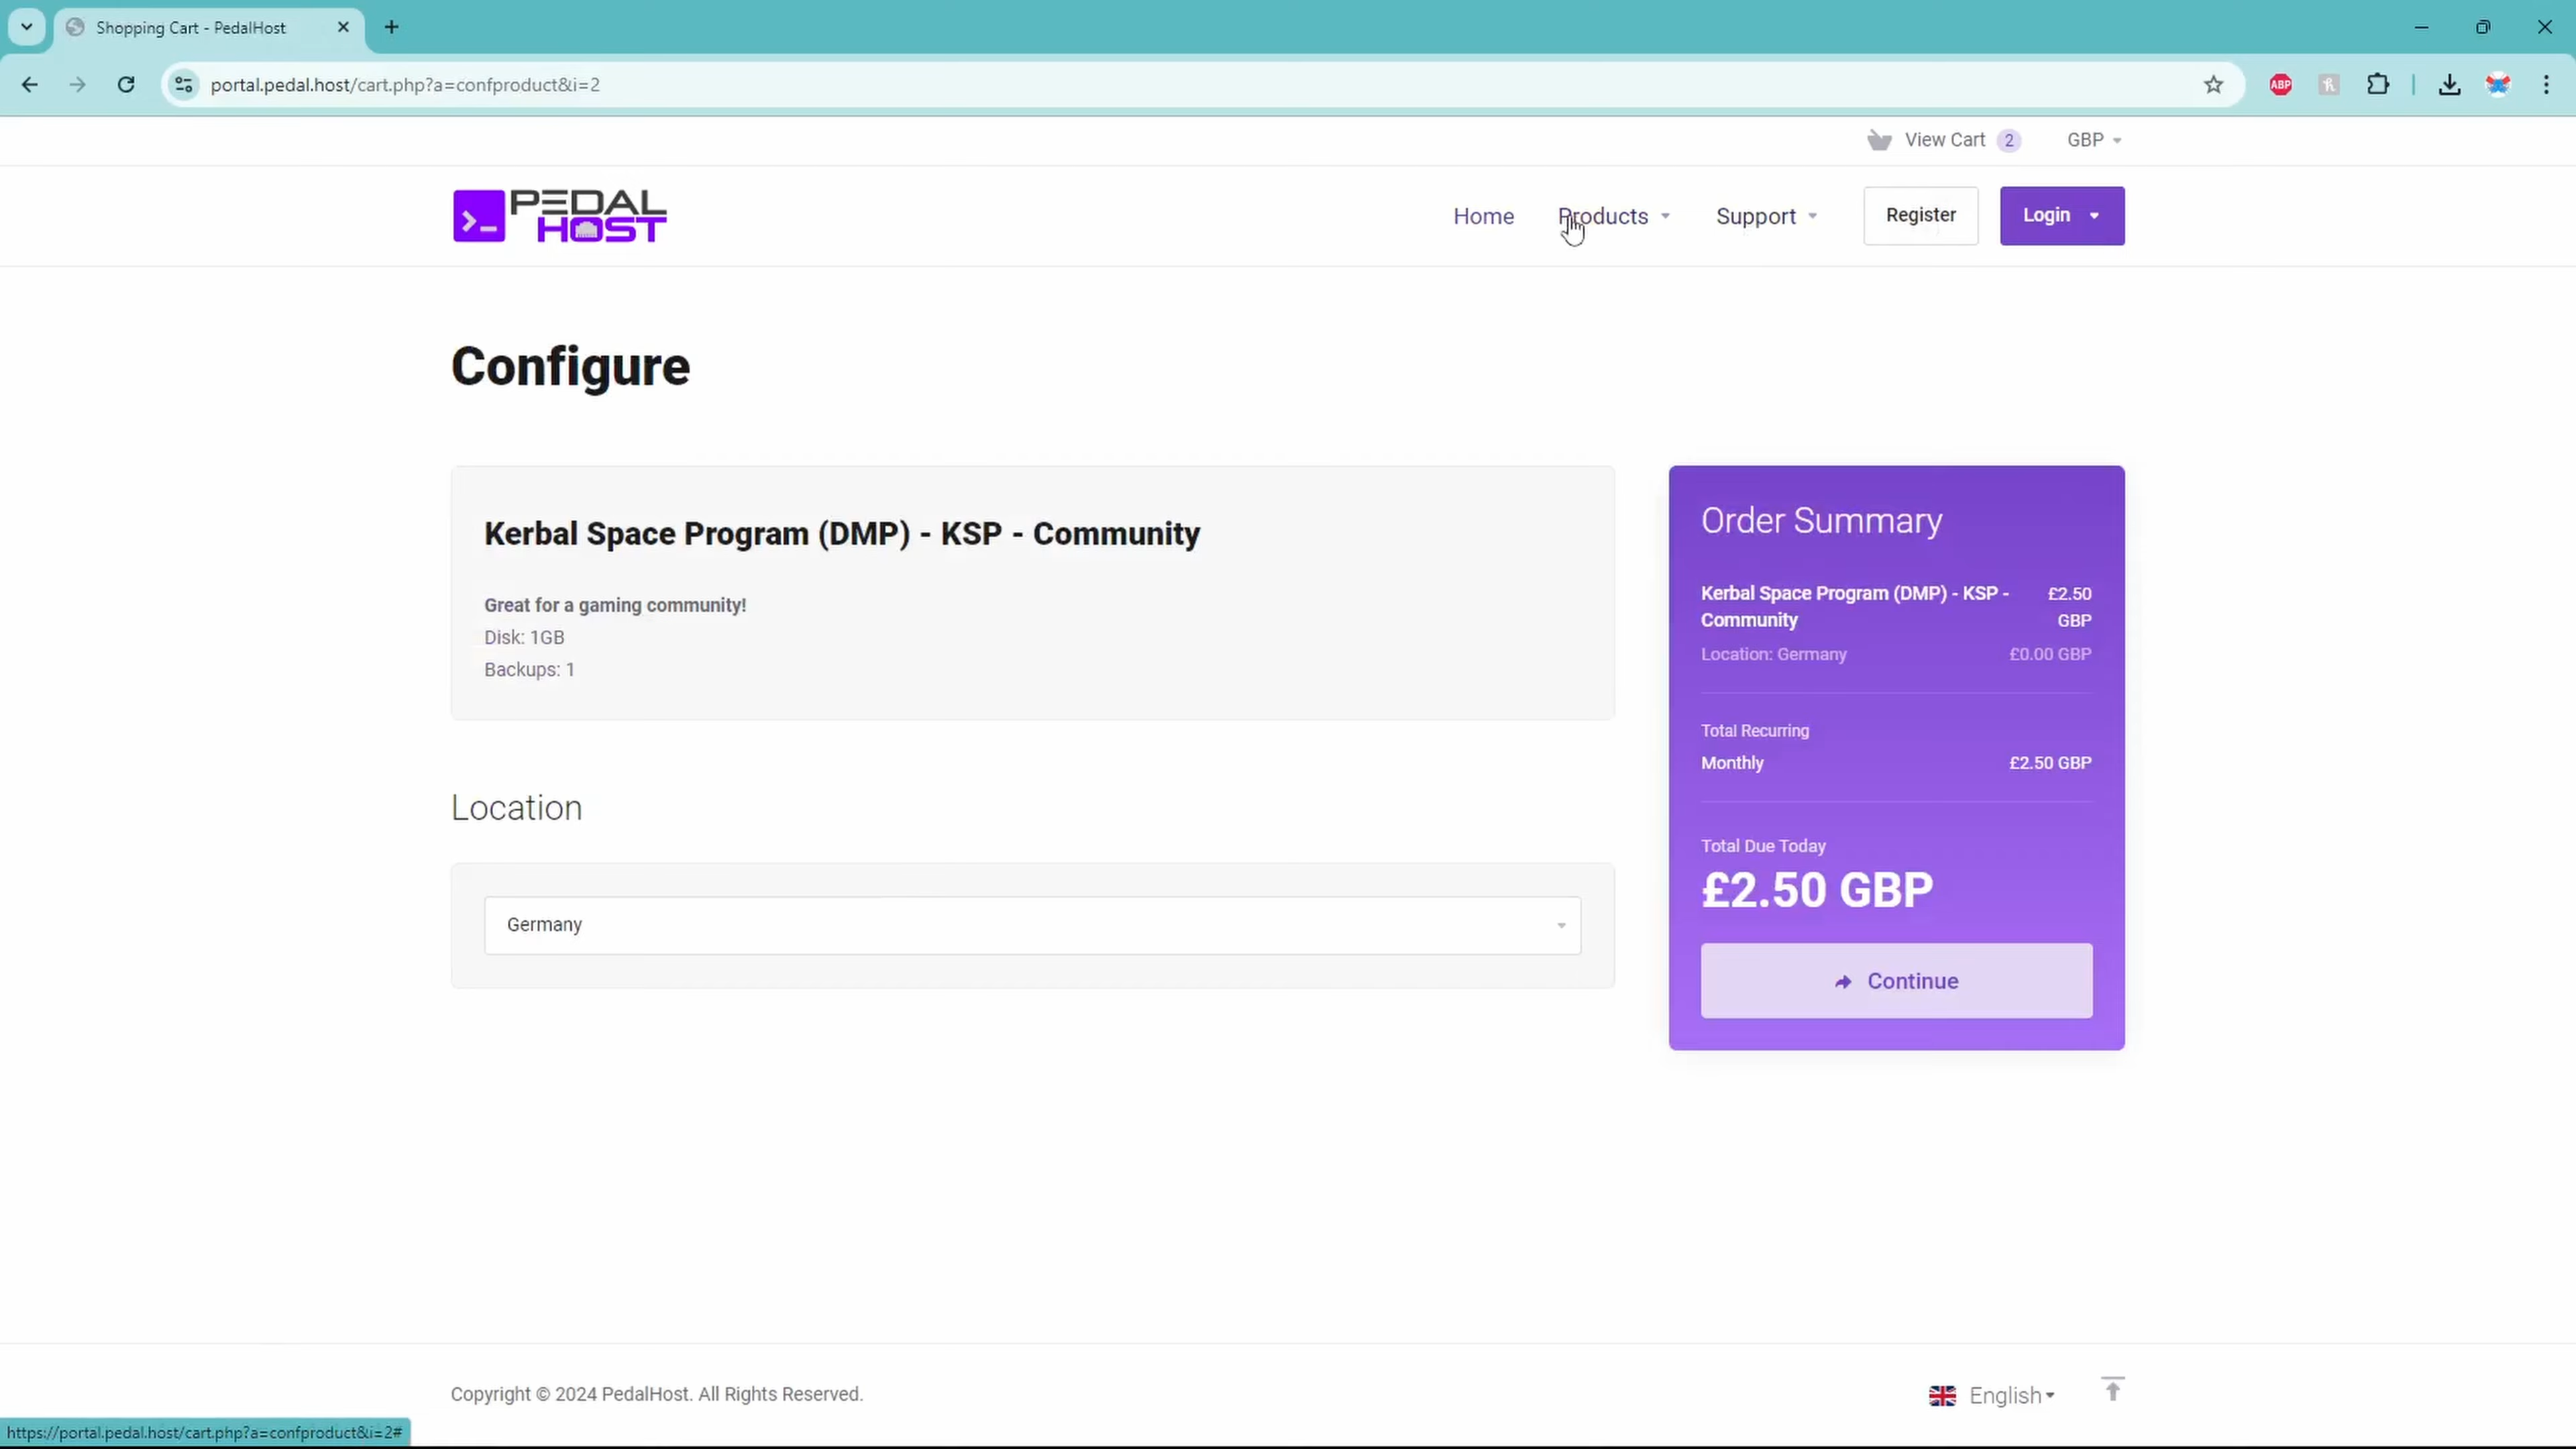 Shopping Cart - PedalHost
portal.pedal.host/cart.php?a=confproduct&i=2
ABP
View Cart 2 GBP
PEDAL
HOST
Home Products Support Register Login
Configure
Kerbal Space Program (DMP) - KSP - Community
Great for a gaming community!
Disk: 1GB
Backups: 1
Location
Germany
Order Summary
Kerbal Space Program (DMP) - KSP - £2.50
Community GBP
Location: Germany £0.00 GBP
Total Recurring
Monthly £2.50 GBP
Total Due Today
£2.50 GBP
Continue
Copyright © 2024 PedalHost. All Rights Reserved.
English
https://portal.pedal.host/cart.php?a=confproduct&i=2#